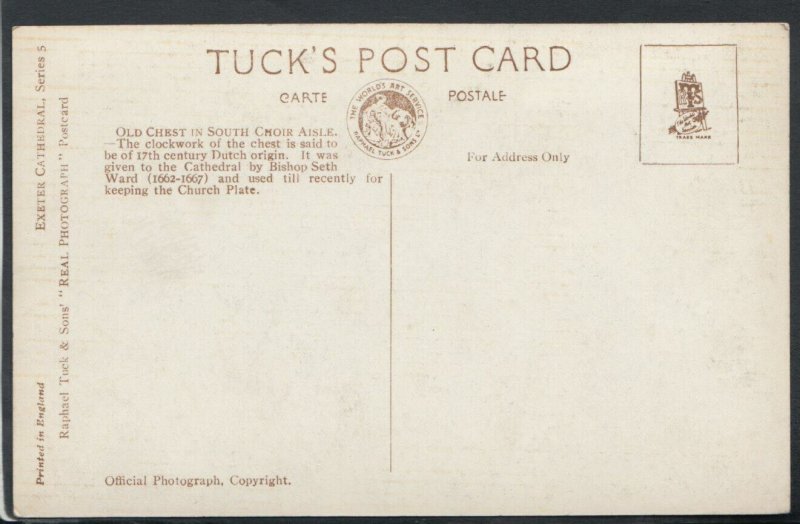 TUCK'S POST CARD
CARTE POSTALE
THE WORLD'S ART SERVICE
RAPHAEL TUCK & SONS LTD
TRADE MARK
For Address Only
OLD CHEST IN SOUTH CHOIR AISLE.
—The clockwork of the chest is said to
be of 17th century Dutch origin. It was
given to the Cathedral by Bishop Seth
Ward (1662-1667) and used till recently for
keeping the Church Plate.
Official Photograph, Copyright.
Printed in England
EXETER CATHEDRAL, Series 5
Raphael Tuck & Sons' "REAL PHOTOGRAPH" Postcard